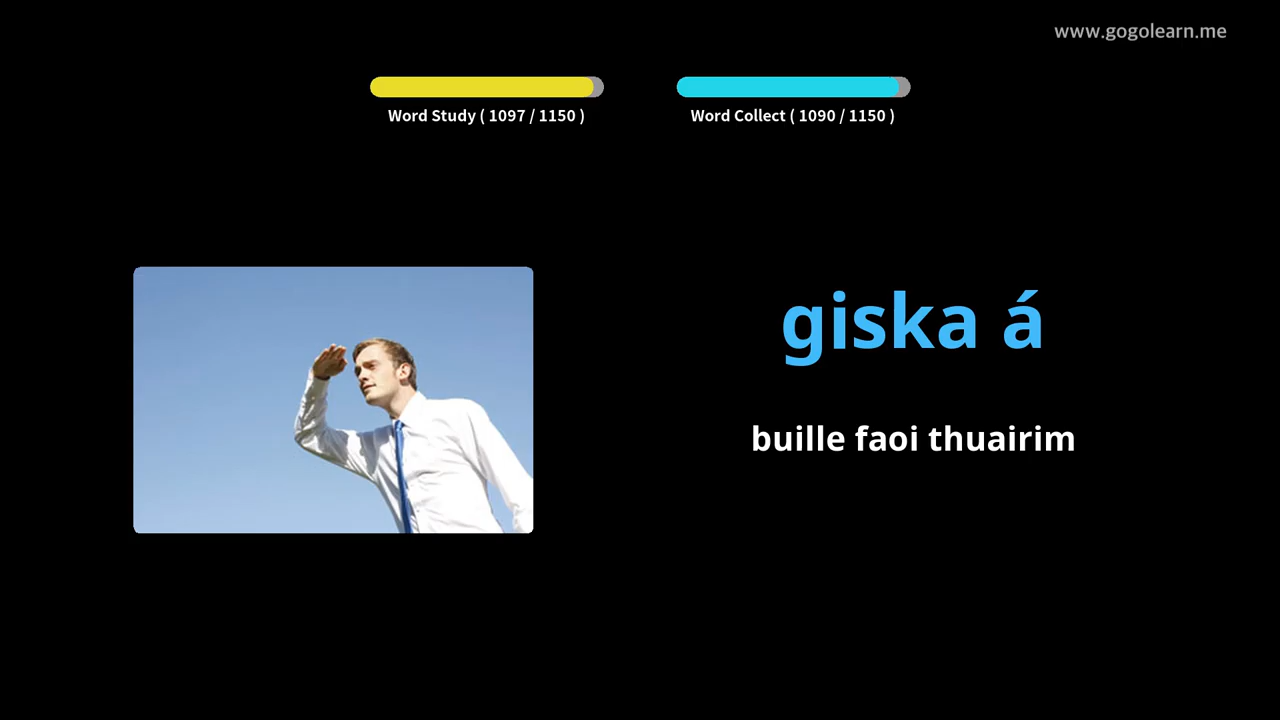 www.gogolearn.me
Word Study ( 1097 / 1150 )
Word Collect ( 1090 / 1150 )
giska á
buille faoi thuairim